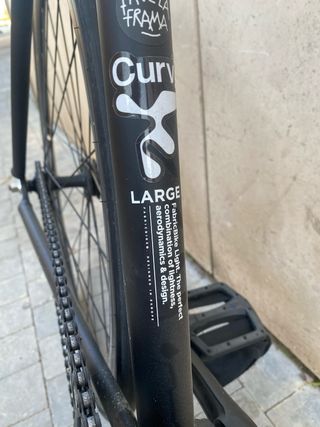 FRAMA
Curv
LARGE
FabricBike Light. The perfect
combination of lightness,
aerodynamics & design.